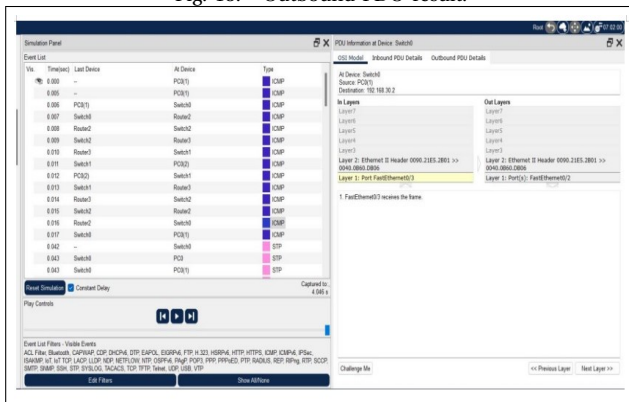 Fig. 18. Outbound PDU result.
Root
07:02:00
Simulation Panel
Event List
Vis. Time(sec) Last Device At Device Type
0.000 -- PC0(1) ICMP
0.005 -- PC0(1) ICMP
0.006 PC0(1) Switch0 ICMP
0.007 Switch0 Router2 ICMP
0.008 Router2 Switch2 ICMP
0.009 Switch2 Router3 ICMP
0.010 Router3 Switch1 ICMP
0.011 Switch1 PC0(2) ICMP
0.012 PC0(2) Switch1 ICMP
0.013 Switch1 Router3 ICMP
0.014 Router3 Switch2 ICMP
0.015 Switch2 Router2 ICMP
0.016 Router2 Switch0 ICMP
0.017 Switch0 PC0(1) ICMP
0.042 -- Switch0 STP
0.043 Switch0 PC0 STP
0.043 Switch0 PC0(1) STP
Reset Simulation Constant Delay Captured to:
4.046 s
Play Controls
Event List Filters - Visible Events
ACL Filter, Bluetooth, CAPWAP, CDP, DHCPv6, DTP, EAPOL, EIGRPv6, FTP, H.323, HSRPv6, HTTP, HTTPS, ICMP, ICMPv6, IPSec,
ISAKMP, IoT, IoT TCP, LACP, LLDP, NDP, NETFLOW, NTP, OSPFv6, PAgP, POP3, PPP, PPPoED, PTP, RADIUS, REP, RIPng, RTP, SCCP,
SMTP, SNMP, SSH, STP, SYSLOG, TACACS, TCP, TFTP, Telnet, UDP, USB, VTP
Edit Filters Show All/None
PDU Information at Device: Switch0
OSI Model Inbound PDU Details Outbound PDU Details
At Device: Switch0
Source: PC0(1)
Destination: 192.168.30.2
In Layers Out Layers
Layer7 Layer7
Layer6 Layer6
Layer5 Layer5
Layer4 Layer4
Layer3 Layer3
Layer 2: Ethernet II Header 0090.21E5.2B01 >> Layer 2: Ethernet II Header 0090.21E5.2B01 >>
0040.0B60.DB06 0040.0B60.DB06
Layer 1: Port FastEthernet0/3 Layer 1: Port(s): FastEthernet0/2
1. FastEthernet0/3 receives the frame.
Challenge Me << Previous Layer Next Layer >>